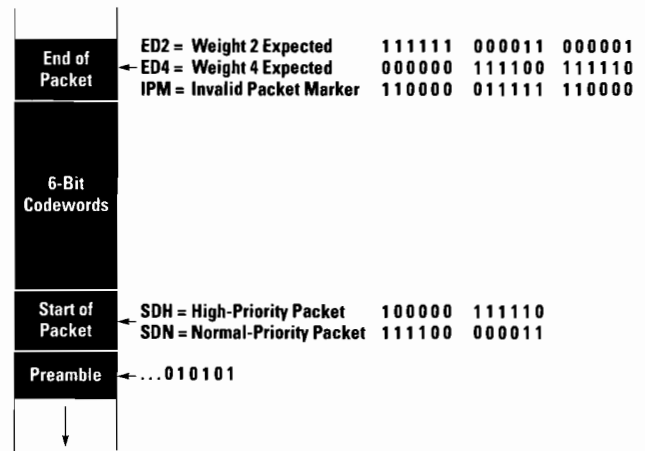 End of
Packet
ED2 = Weight 2 Expected 111111 000011 000001
ED4 = Weight 4 Expected 000000 111100 111110
IPM = Invalid Packet Marker 110000 011111 110000
6-Bit
Codewords
Start of
Packet
SDH = High-Priority Packet 100000 111110
SDN = Normal-Priority Packet 111100 000011
Preamble
...010101